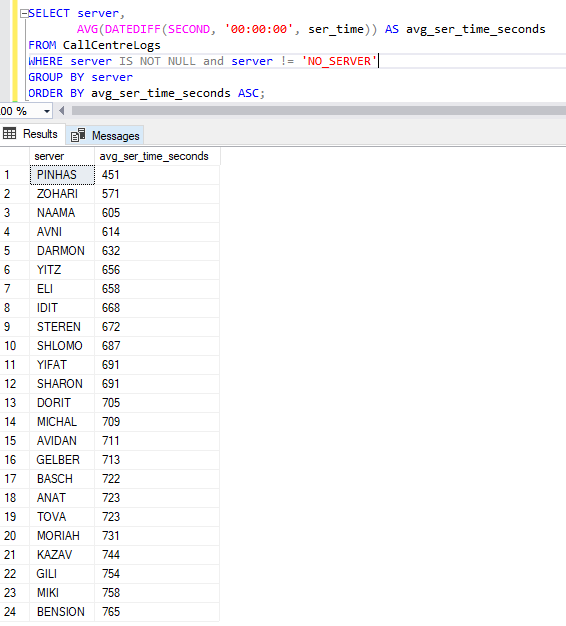 SELECT server,
AVG(DATEDIFF(SECOND, '00:00:00', ser_time)) AS avg_ser_time_seconds
FROM CallCentreLogs
WHERE server IS NOT NULL and server != 'NO_SERVER'
GROUP BY server
ORDER BY avg_ser_time_seconds ASC;
00 %
Results Messages
server avg_ser_time_seconds
1 PINHAS 451
2 ZOHARI 571
3 NAAMA 605
4 AVNI 614
5 DARMON 632
6 YITZ 656
7 ELI 658
8 IDIT 668
9 STEREN 672
10 SHLOMO 687
11 YIFAT 691
12 SHARON 691
13 DORIT 705
14 MICHAL 709
15 AVIDAN 711
16 GELBER 713
17 BASCH 722
18 ANAT 723
19 TOVA 723
20 MORIAH 731
21 KAZAV 744
22 GILI 754
23 MIKI 758
24 BENSION 765